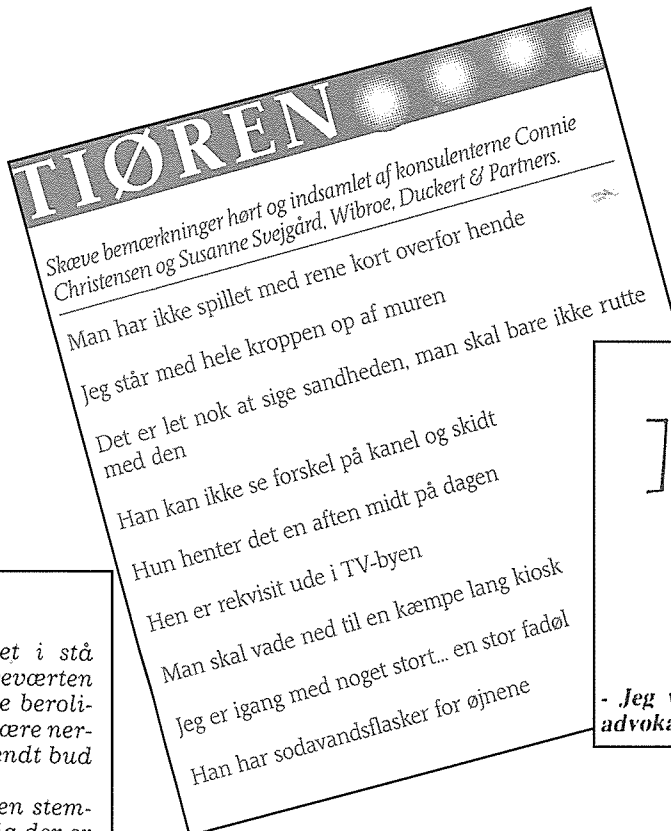 TIØREN
Skæve bemærkninger hørt og indsamlet af konsulenterne Connie
Christensen og Susanne Svejgård, Wibroe, Duckert & Partners.
Man har ikke spillet med rene kort overfor hende
Jeg står med hele kroppen op af muren
Det er let nok at sige sandheden, man skal bare ikke rutte
med den
Han kan ikke se forskel på kanel og skidt
Hun henter det en aften midt på dagen
Hen er rekvisit ude i TV-byen
Man skal vade ned til en kæmpe lang kiosk
Jeg er igang med noget stort... en stor fadøl
Han har sodavandsflasker for øjnene
et i stå
eværten
e beroli-
ære ner-
endt bud
en stem-
- Jeg v
advoka